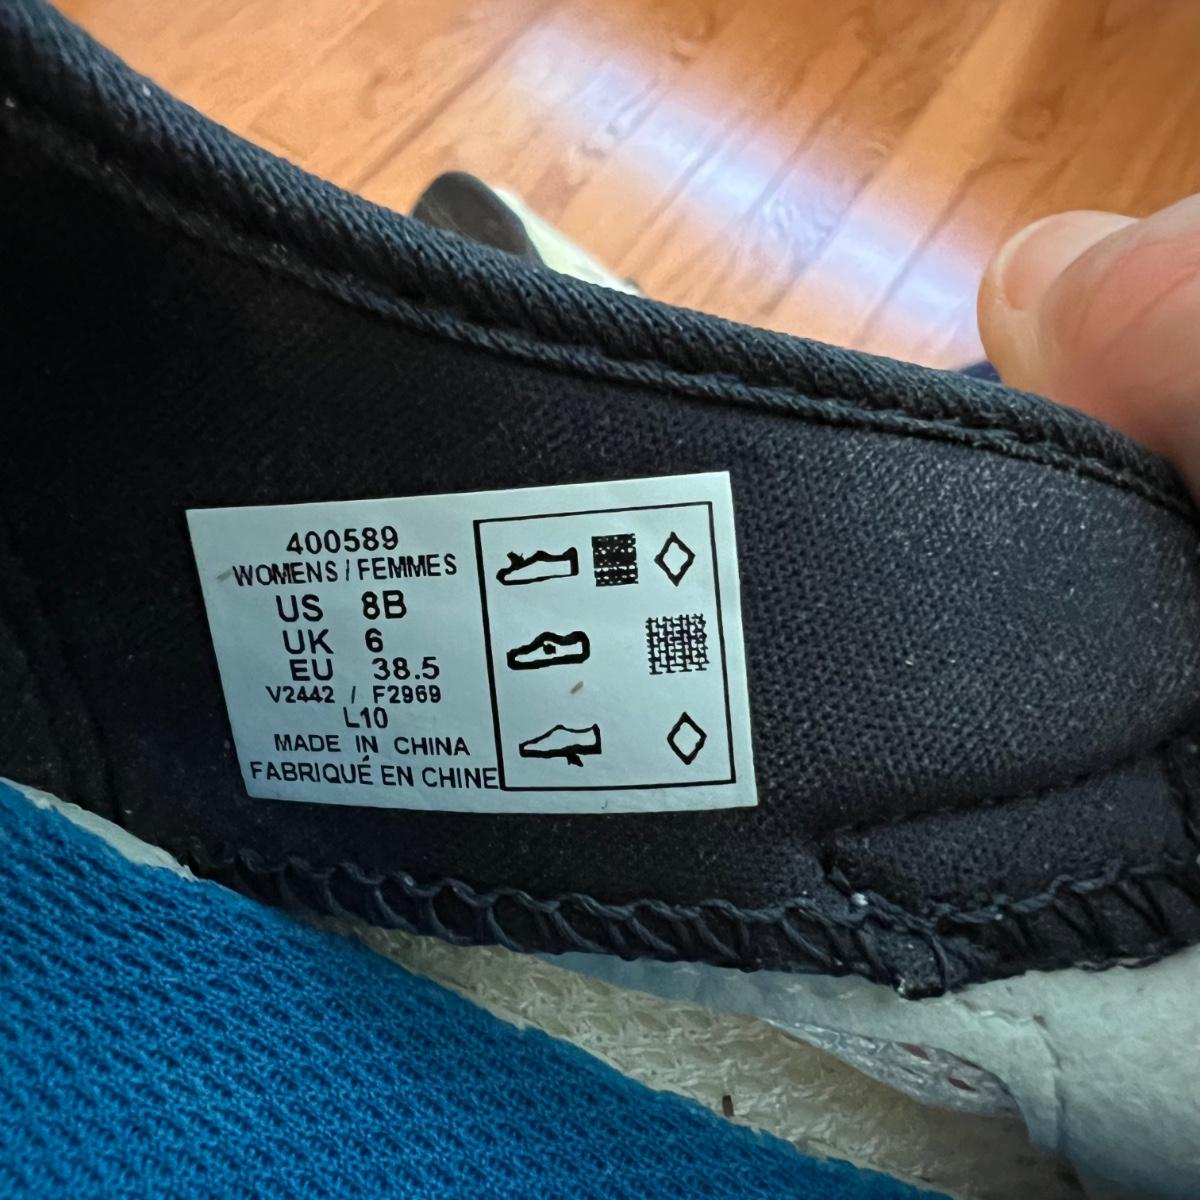 400589
WOMENS / FEMMES
US 8B
UK 6
EU 38.5
V2442 / F2969
L10
MADE IN CHINA
FABRIQUÉ EN CHINE